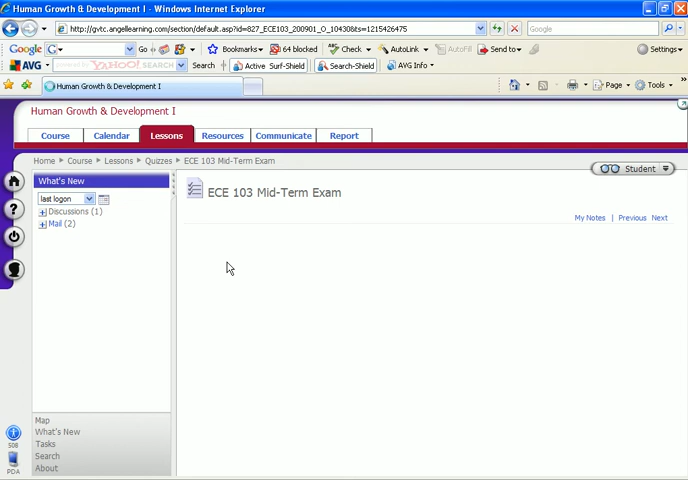 Human Growth & Development I - Windows Internet Explorer
http://gvtc.angellearning.com/section/default.asp?id=827_ECE103_200901_O_10430&ts=1215426475
Google
Google G Go Bookmarks 64 blocked Check AutoLink AutoFill Send to Settings
AVG POWERED BY YAHOO! SEARCH Search Active Surf-Shield Search-Shield AVG Info
Human Growth & Development I
Page Tools
Human Growth & Development I
Course Calendar Lessons Resources Communicate Report
Home Course Lessons Quizzes ECE 103 Mid-Term Exam
Student
What's New
last logon
Discussions (1)
Mail (2)
ECE 103 Mid-Term Exam
My Notes | Previous Next
Map
What's New
Tasks
Search
About
508
PDA